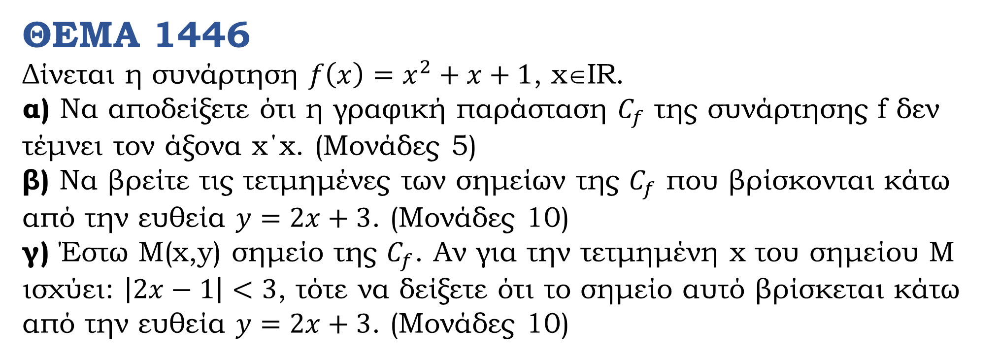 ΘΕΜΑ 1446
Δίνεται η συνάρτηση f(x) = x² + x + 1, x∈IR.
α) Να αποδείξετε ότι η γραφική παράσταση C_f της συνάρτησης f δεν
τέμνει τον άξονα x΄x. (Μονάδες 5)
β) Να βρείτε τις τετμημένες των σημείων της C_f που βρίσκονται κάτω
από την ευθεία y = 2x + 3. (Μονάδες 10)
γ) Έστω Μ(x,y) σημείο της C_f. Αν για την τετμημένη x του σημείου Μ
ισχύει: |2x − 1| < 3, τότε να δείξετε ότι το σημείο αυτό βρίσκεται κάτω
από την ευθεία y = 2x + 3. (Μονάδες 10)